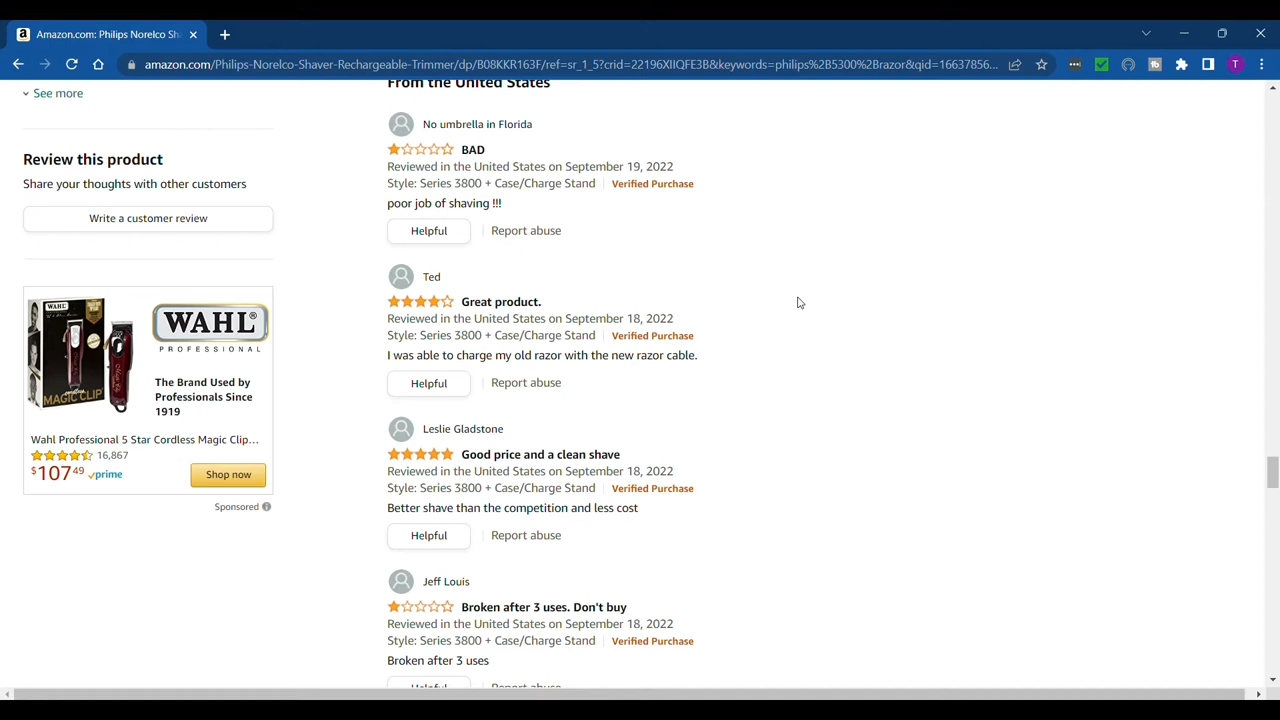 Amazon.com: Philips Norelco Sha
amazon.com/Philips-Norelco-Shaver-Rechargeable-Trimmer/dp/B08KKR163F/ref=sr_1_5?crid=22196XIIQFE3B&keywords=philips%2B5300%2Brazor&qid=16637856...
T
See more
Review this product
Share your thoughts with other customers
Write a customer review
WAHL
MAGIC CLIP
WAHL
PROFESSIONAL
The Brand Used by
Professionals Since
1919
Wahl Professional 5 Star Cordless Magic Clip...
16,867
$107 49 prime
Shop now
Sponsored
From the United States
No umbrella in Florida
BAD
Reviewed in the United States on September 19, 2022
Style: Series 3800 + Case/Charge Stand Verified Purchase
poor job of shaving !!!
Helpful Report abuse
Ted
Great product.
Reviewed in the United States on September 18, 2022
Style: Series 3800 + Case/Charge Stand Verified Purchase
I was able to charge my old razor with the new razor cable.
Helpful Report abuse
Leslie Gladstone
Good price and a clean shave
Reviewed in the United States on September 18, 2022
Style: Series 3800 + Case/Charge Stand Verified Purchase
Better shave than the competition and less cost
Helpful Report abuse
Jeff Louis
Broken after 3 uses. Don't buy
Reviewed in the United States on September 18, 2022
Style: Series 3800 + Case/Charge Stand Verified Purchase
Broken after 3 uses
Helpful Report abuse